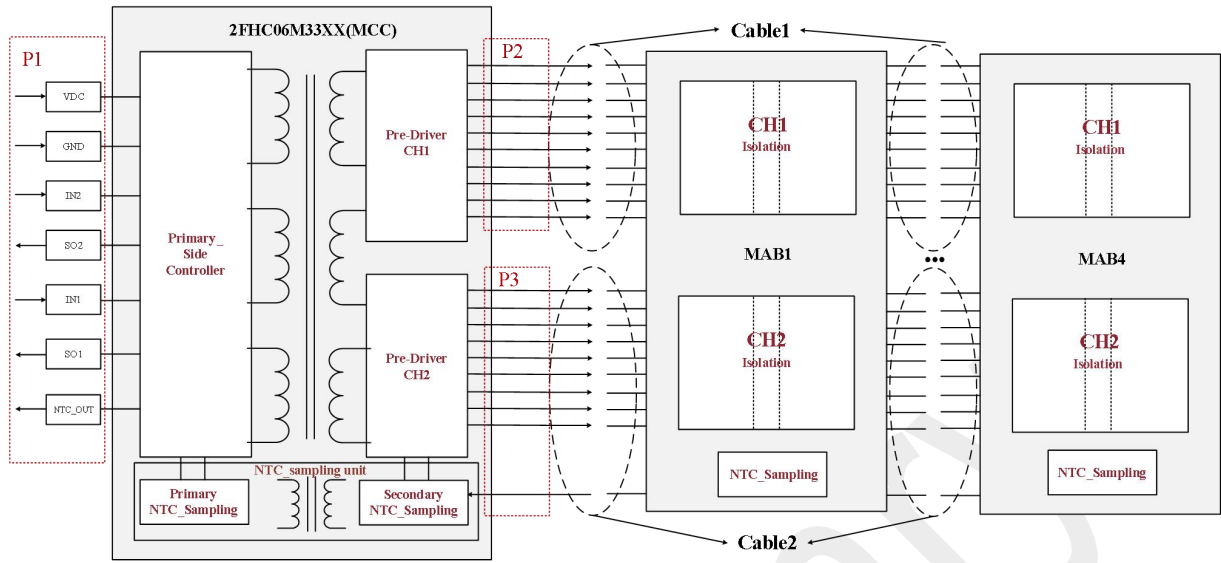 2FHC06M33XX(MCC)
Cable1
P1
P2
VDC
GND
IN2
SO2
IN1
SO1
NTC_OUT
Primary_
Side
Controller
Pre-Driver
CH1
Pre-Driver
CH2
P3
NTC_sampling unit
Primary
NTC_Sampling
Secondary
NTC_Sampling
CH1
Isolation
MAB1
CH2
Isolation
NTC_Sampling
...
CH1
Isolation
MAB4
CH2
Isolation
NTC_Sampling
Cable2